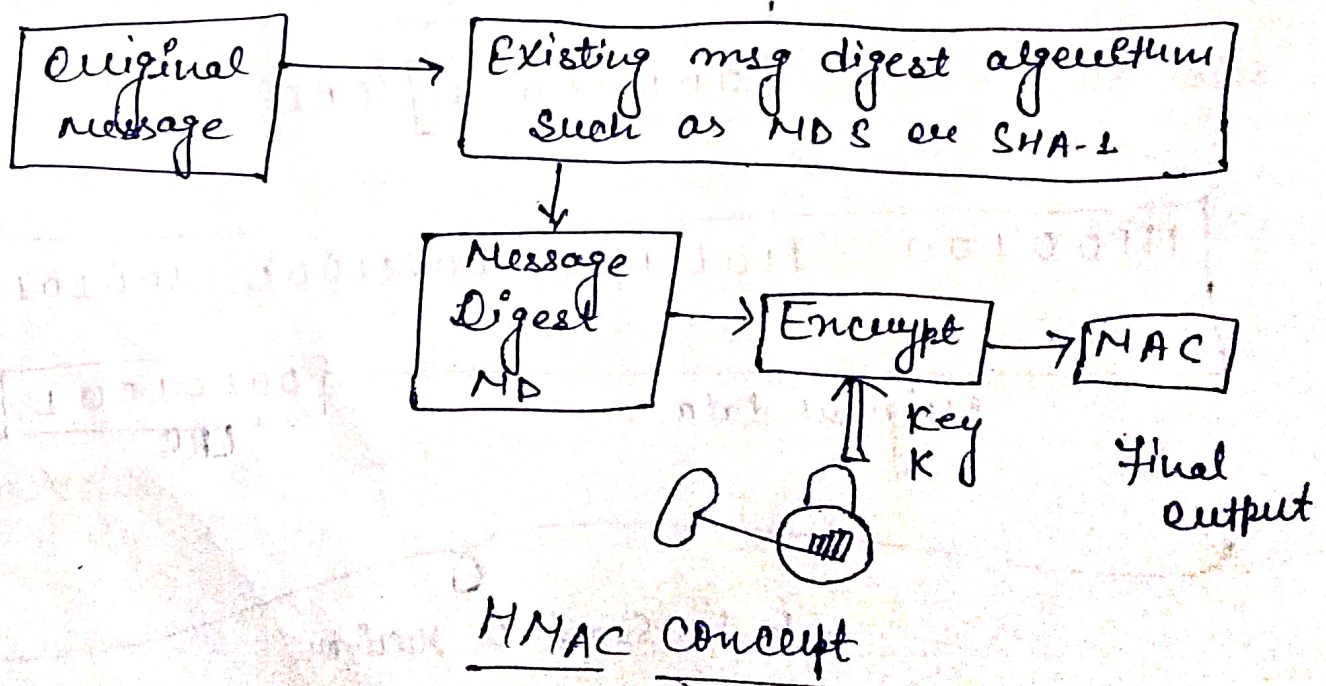 Original
message
Existing msg digest algorithm
such as MD5 or SHA-1
Message
Digest
MD
Encrypt
MAC
Key
K
Final
output
HMAC concept